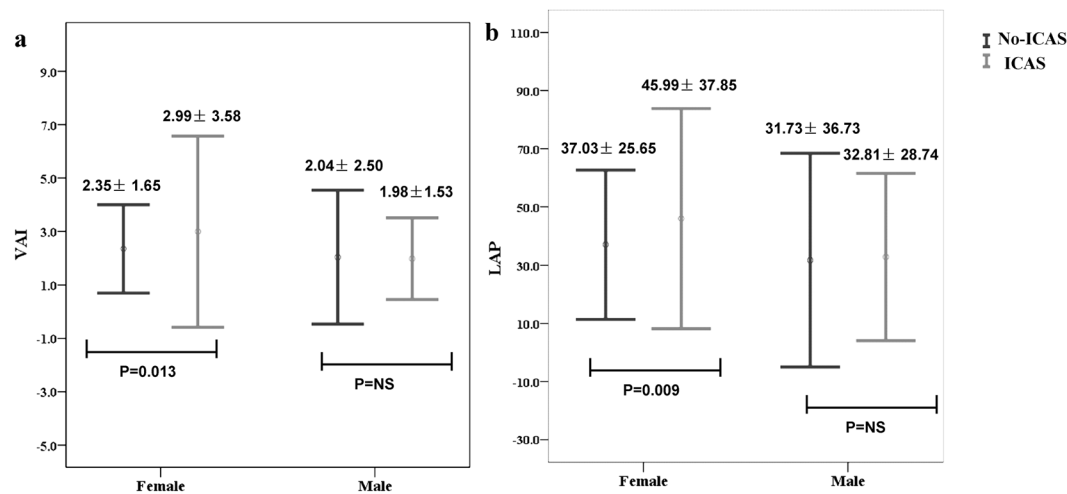 a
VAI
9.0
7.0
5.0
3.0
1.0
-1.0
-3.0
-5.0
2.35± 1.65
2.99± 3.58
2.04± 2.50
1.98±1.53
P=0.013
P=NS
Female
Male
b
LAP
110.0
90.0
70.0
50.0
30.0
10.0
-10.0
-30.0
37.03± 25.65
45.99± 37.85
31.73± 36.73
32.81± 28.74
P=0.009
P=NS
Female
Male
No-ICAS
ICAS